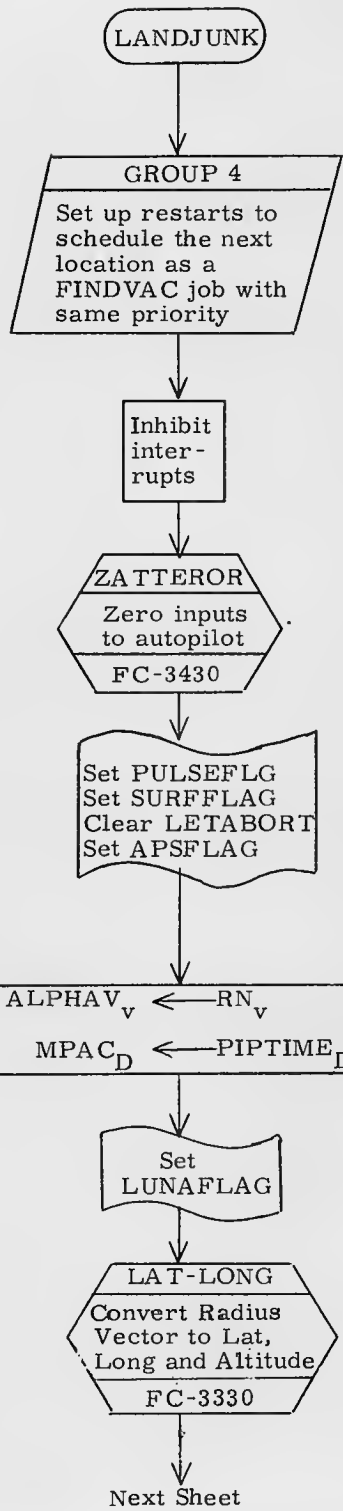 LANDJUNK
GROUP 4
Set up restarts to
schedule the next
location as a
FINDVAC job with
same priority
Inhibit
inter-
rupts
ZATTEROR
Zero inputs
to autopilot
FC-3430
Set PULSEFLG
Set SURFFLAG
Clear LETABORT
Set APSFLAG
ALPHAV_v ← RN_v
MPAC_D ← PIPTIME_D
Set
LUNAFLAG
LAT-LONG
Convert Radius
Vector to Lat,
Long and Altitude
FC-3330
Next Sheet